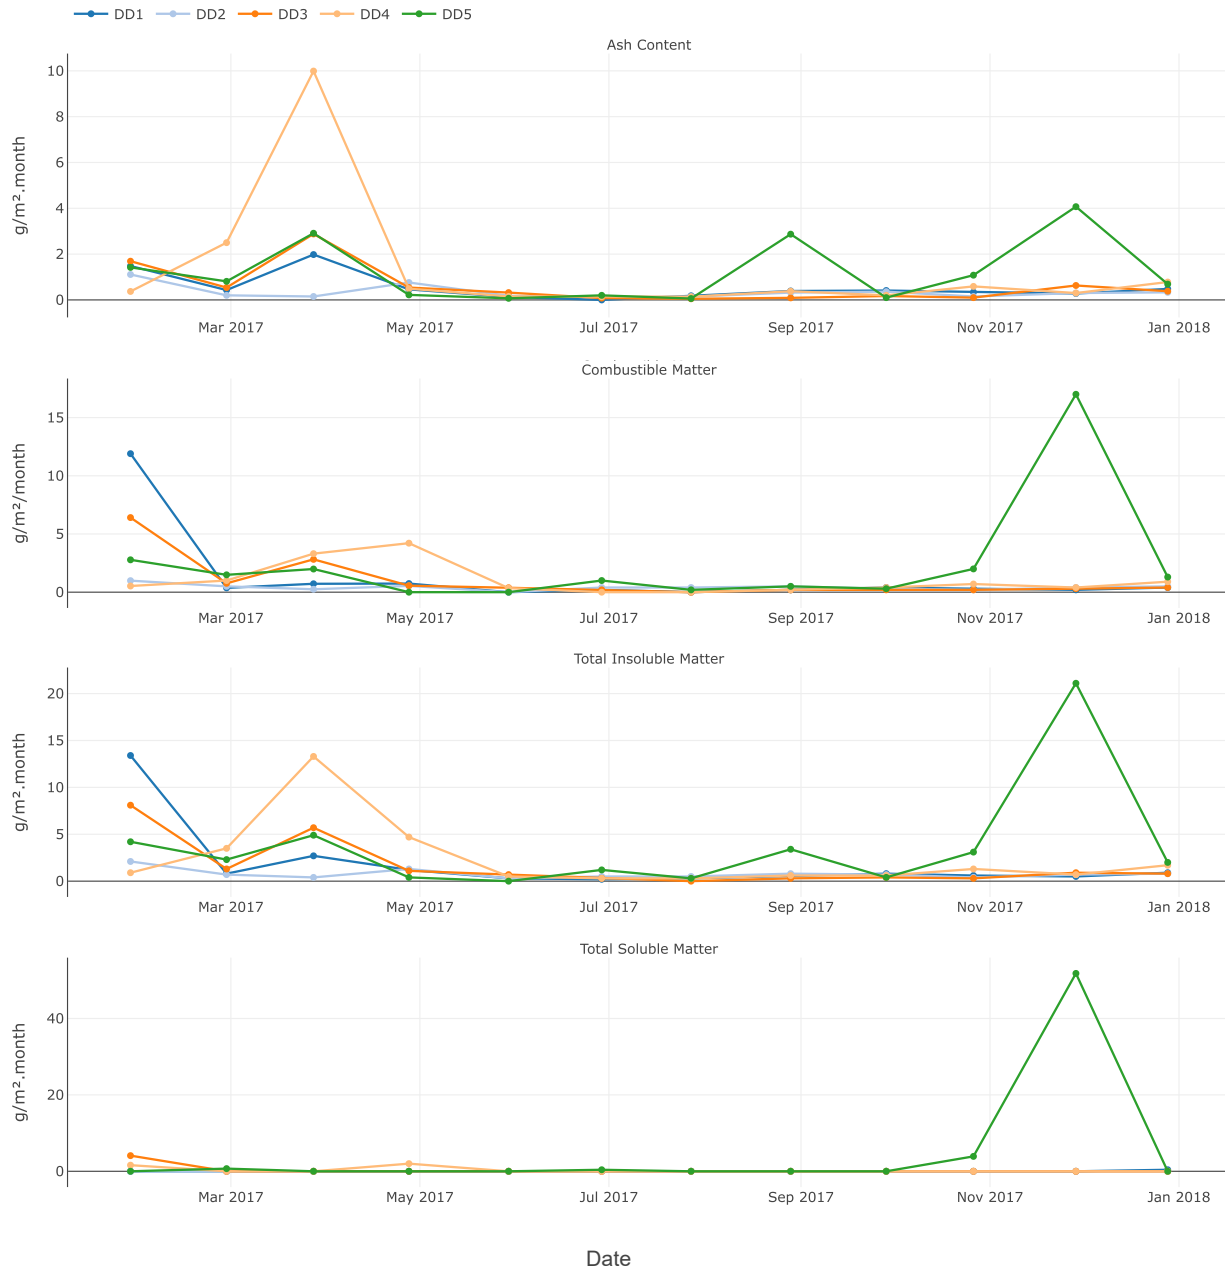 DD1 DD2 DD3 DD4 DD5
Ash Content
10
8
6
4
2
0
g/m².month
Mar 2017 May 2017 Jul 2017 Sep 2017 Nov 2017 Jan 2018
Combustible Matter
15
10
5
0
g/m²/month
Mar 2017 May 2017 Jul 2017 Sep 2017 Nov 2017 Jan 2018
Total Insoluble Matter
20
15
10
5
0
g/m².month
Mar 2017 May 2017 Jul 2017 Sep 2017 Nov 2017 Jan 2018
Total Soluble Matter
40
20
0
g/m².month
Mar 2017 May 2017 Jul 2017 Sep 2017 Nov 2017 Jan 2018
Date